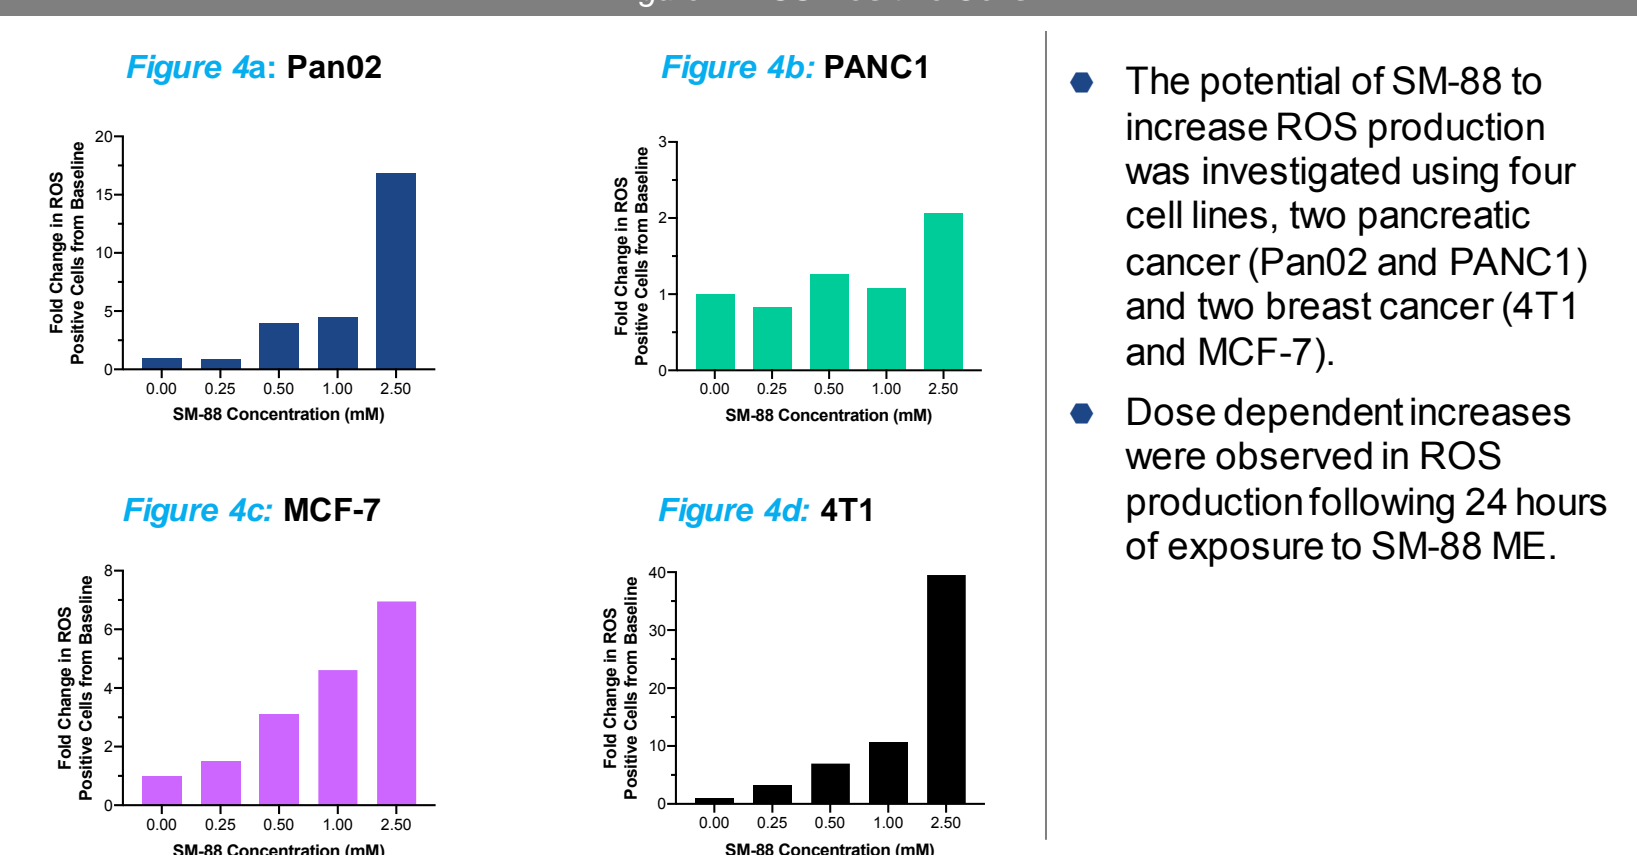 Figure 4a: Pan02
20
15
10
5
0
Fold Change in ROS
Positive Cells from Baseline
0.00 0.25 0.50 1.00 2.50
SM-88 Concentration (mM)
Figure 4b: PANC1
3
2
1
0
Fold Change in ROS
Positive Cells from Baseline
0.00 0.25 0.50 1.00 2.50
SM-88 Concentration (mM)
Figure 4c: MCF-7
8
6
4
2
0
Fold Change in ROS
Positive Cells from Baseline
0.00 0.25 0.50 1.00 2.50
SM-88 Concentration (mM)
Figure 4d: 4T1
40
30
20
10
0
Fold Change in ROS
Positive Cells from Baseline
0.00 0.25 0.50 1.00 2.50
SM-88 Concentration (mM)
The potential of SM-88 to
increase ROS production
was investigated using four
cell lines, two pancreatic
cancer (Pan02 and PANC1)
and two breast cancer (4T1
and MCF-7).
Dose dependent increases
were observed in ROS
production following 24 hours
of exposure to SM-88 ME.